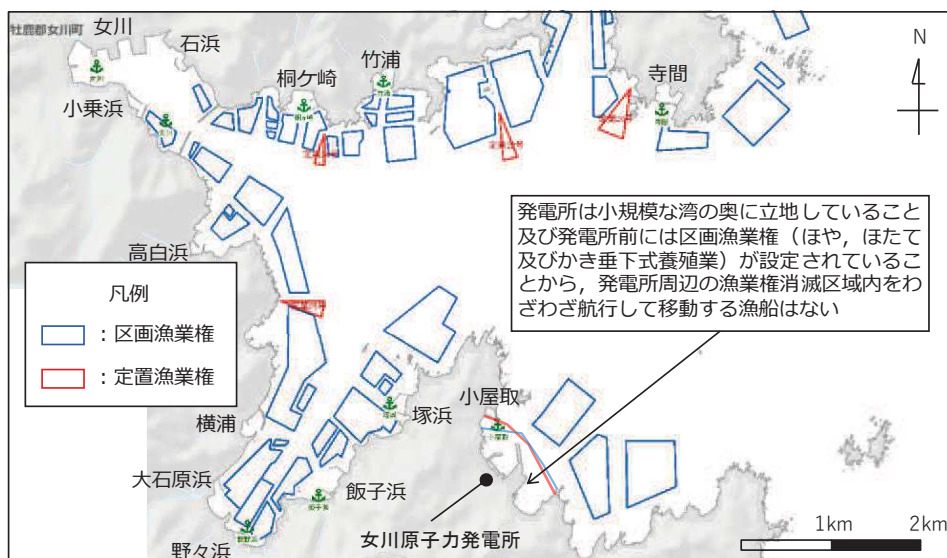 牡鹿郡女川町
女川
石浜
桐ケ崎
竹浦
寺間
N
小乗浜
高白浜
発電所は小規模な湾の奥に立地していること
及び発電所前には区画漁業権(ほや,ほたて
及びかき垂下式養殖業)が設定されているこ
とから,発電所周辺の漁業権消滅区域内をわ
ざわざ航行して移動する漁船はない
凡例
:区画漁業権
:定置漁業権
横浦
小屋取
塚浜
大石原浜
飯子浜
野々浜
女川原子力発電所
1km
2km